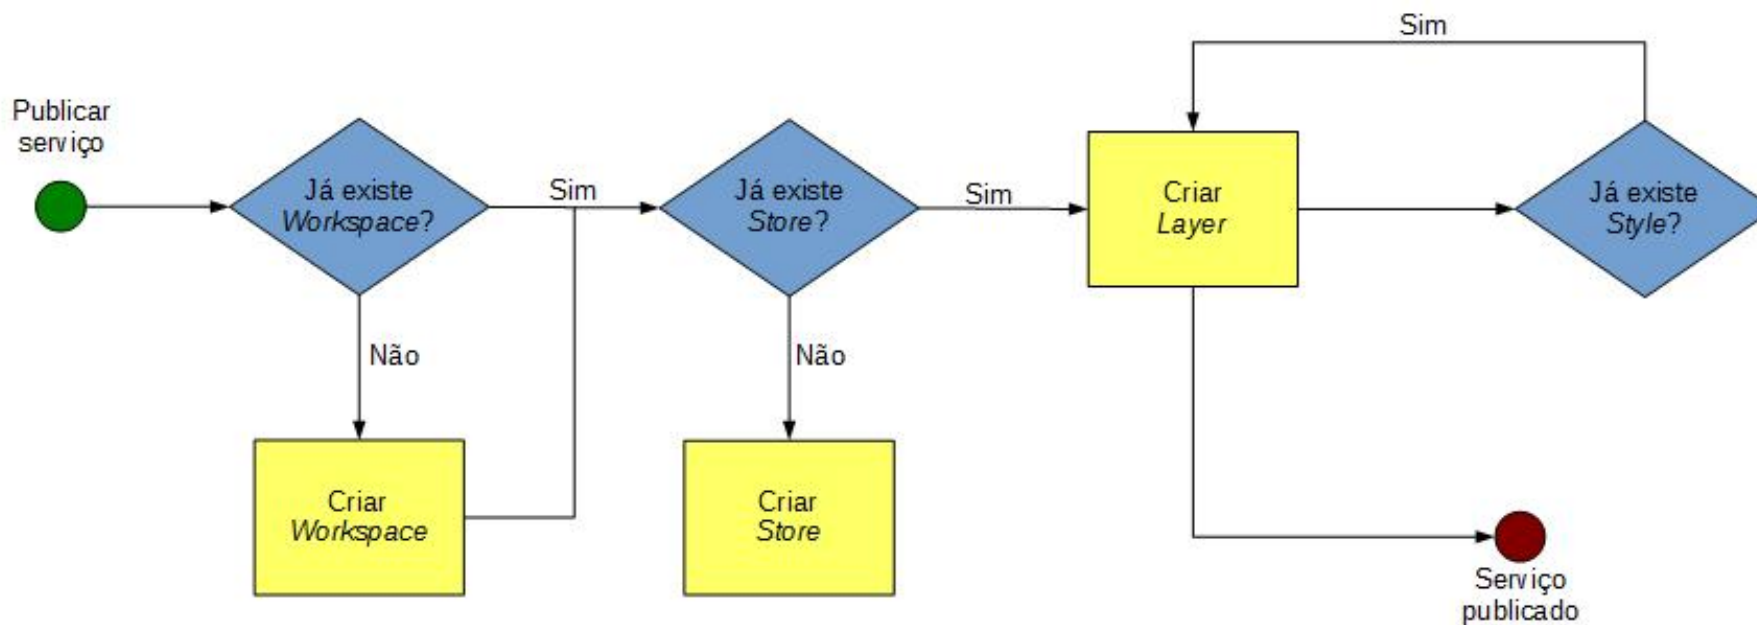 Publicar
serviço
Já existe
Workspace?
Sim
Já existe
Store?
Sim
Criar
Layer
Sim
Já existe
Style?
Não
Não
Criar
Workspace
Criar
Store
Serviço
publicado